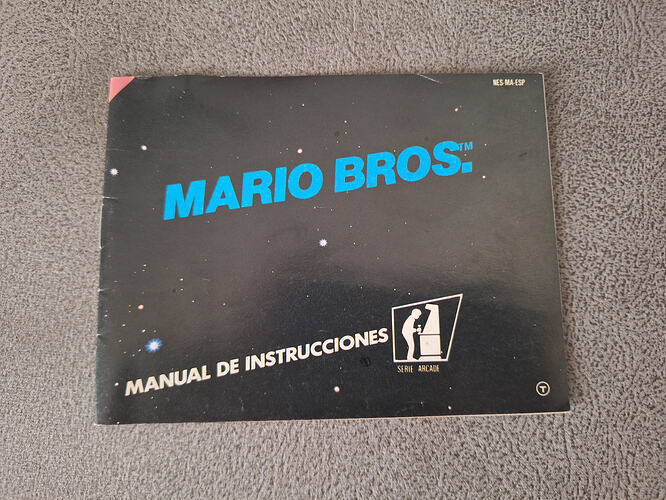 NES-MA-ESP
MARIO BROS.™
MANUAL DE INSTRUCCIONES
SERIE ARCADE
T